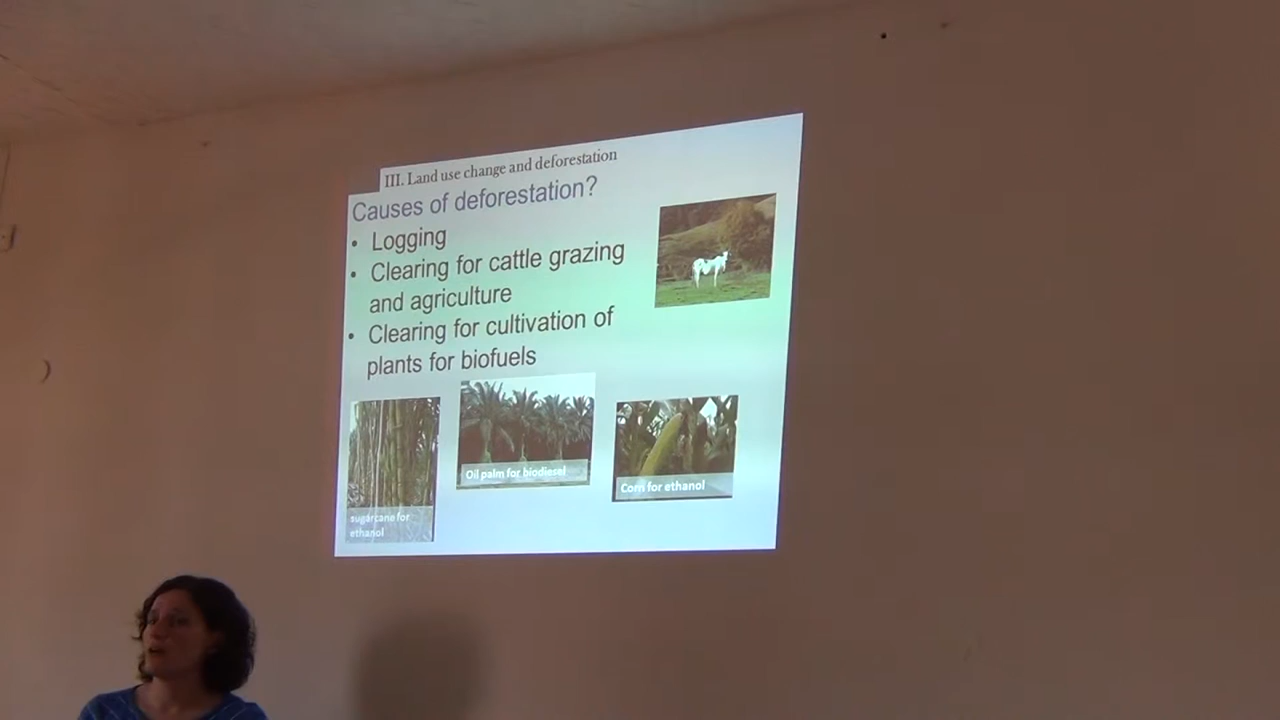 III. Land use change and deforestation
Causes of deforestation?
• Logging
• Clearing for cattle grazing
and agriculture
• Clearing for cultivation of
plants for biofuels
sugarcane for
ethanol
Oil palm for biodiesel
Corn for ethanol